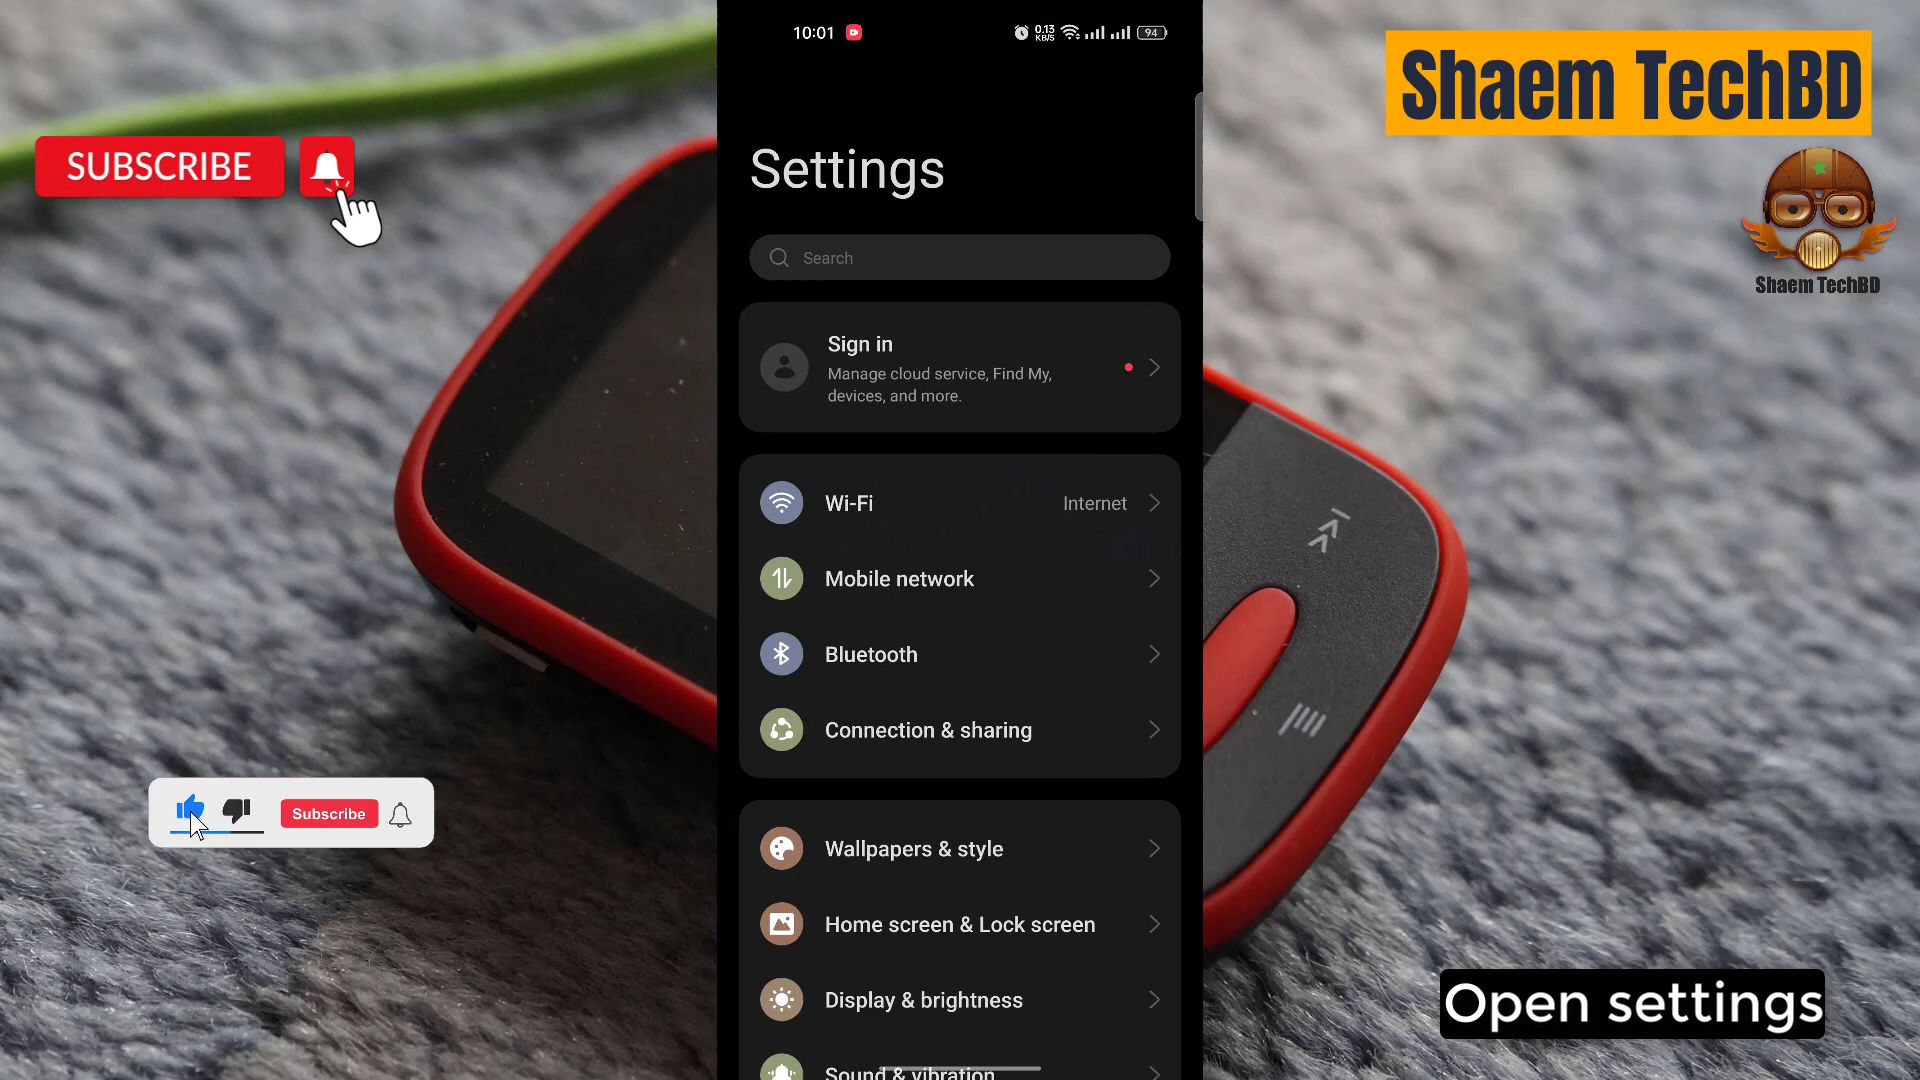 10:01
0.13
KB/S
94
Shaem TechBD
SUBSCRIBE
Settings
Search
Shaem TechBD
Sign in
Manage cloud service, Find My,
devices, and more.
Wi-Fi Internet
Mobile network
Bluetooth
Connection & sharing
Subscribe
Wallpapers & style
Home screen & Lock screen
Display & brightness
Open settings
Sound & vibration